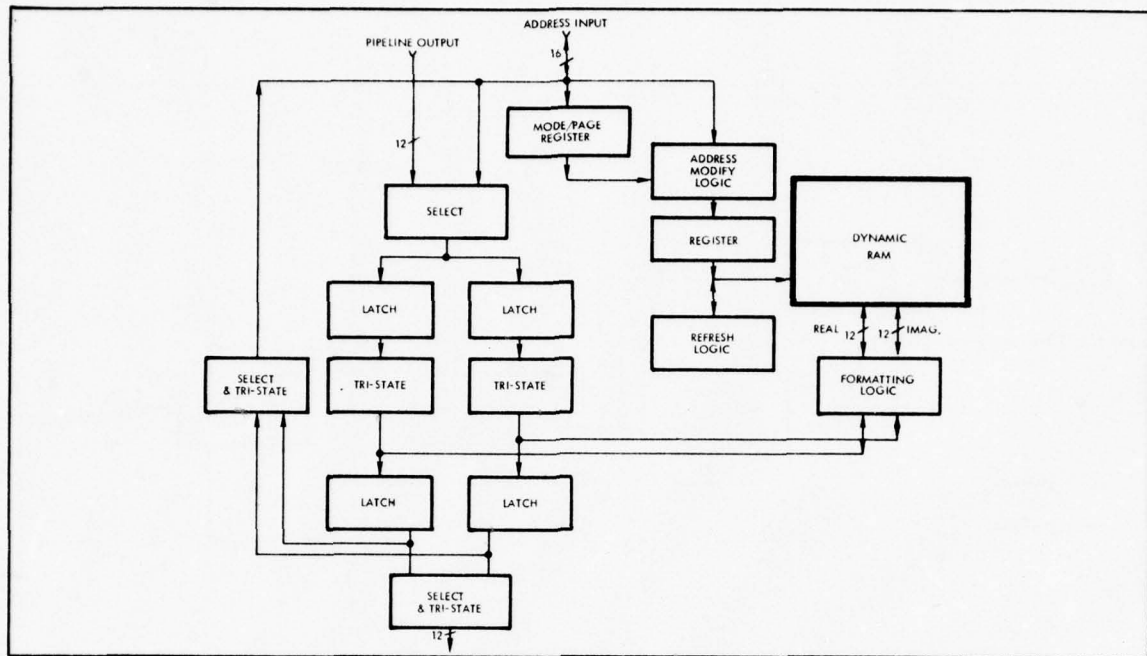 ADDRESS INPUT
PIPELINE OUTPUT
16
MODE/PAGE
REGISTER
12
ADDRESS
MODIFY
LOGIC
SELECT
REGISTER
DYNAMIC
RAM
LATCH
LATCH
REFRESH
LOGIC
REAL 12
12 IMAG.
SELECT
& TRI-STATE
TRI-STATE
TRI-STATE
FORMATTING
LOGIC
LATCH
LATCH
SELECT
& TRI-STATE
12